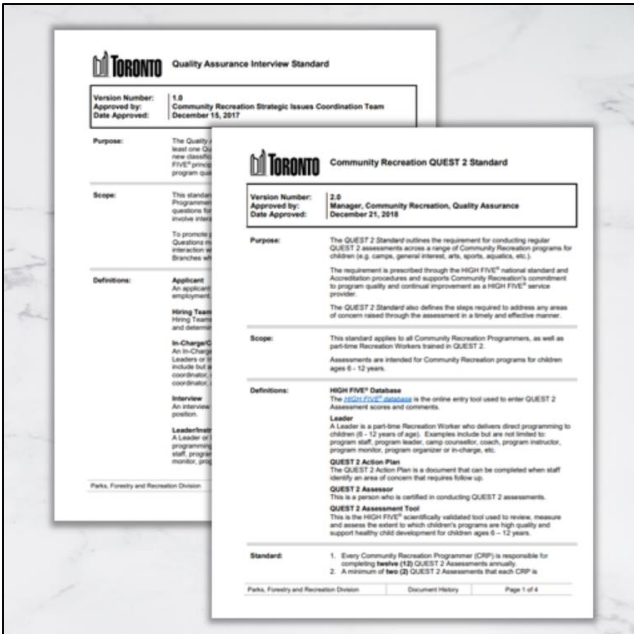 TORONTO
Quality Assurance Interview Standard
Version Number: 1.0
Approved by: Community Recreation Strategic Issues Coordination Team
Date Approved: December 15, 2017
Purpose: The Quality
least one
new
FIVE®
program
Scope: This
Programmer
questions for
involve
To promote
Questions
interaction
Branches
Definitions: Applicant
An applicant
employment
Hiring Team
Hiring
and
In-Charge/
An In-Charge
Leaders or
include but
coordinator,
coordinator,
Interview
An interview
position.
A Leader or
programming
staff, program
monitor,
Parks, Forestry and Recreation Division
TORONTO
Community Recreation QUEST 2 Standard
Version Number: 2.0
Approved by: Manager, Community Recreation, Quality Assurance
Date Approved: December 21, 2018
Purpose: The QUEST 2 Standard outlines the requirement for conducting regular
QUEST 2 assessments across a range of Community Recreation programs for
children (e.g. camps, general interest, arts, sports, aquatics, etc.).
The requirement is prescribed through the HIGH FIVE® national standard and
Accreditation procedures and supports Community Recreation's commitment
to program quality and continual improvement as a HIGH FIVE® service
provider.
The QUEST 2 Standard also defines the steps required to address any areas
of concern raised through the assessment in a timely and effective manner.
Scope: This standard applies to all Community Recreation Programmers, as well as
part-time Recreation Workers trained in QUEST 2.
Assessments are intended for Community Recreation programs for children
ages 6 - 12 years.
Definitions: HIGH FIVE® Database
The HIGH FIVE® database is the online entry tool used to enter QUEST 2
Assessment scores and comments.
Leader
A Leader is a part-time Recreation Worker who delivers direct programming to
children (6 - 12 years of age). Examples include but are not limited to:
program staff, program leader, camp counsellor, coach, program instructor,
program monitor, program organizer or in-charge, etc.
QUEST 2 Action Plan
The QUEST 2 Action Plan is a document that can be completed when staff
identify an area of concern that requires follow up.
QUEST 2 Assessor
This is a person who is certified in conducting QUEST 2 assessments.
QUEST 2 Assessment Tool
This is the HIGH FIVE® scientifically validated tool used to review, measure
and assess the extent to which children's programs are high quality and
support healthy child development for children ages 6 – 12 years.
Standard: 1. Every Community Recreation Programmer (CRP) is responsible for
completing twelve (12) QUEST 2 Assessments annually.
2. A minimum of two (2) QUEST 2 Assessments that each CRP is
Parks, Forestry and Recreation Division Document History Page 1 of 4